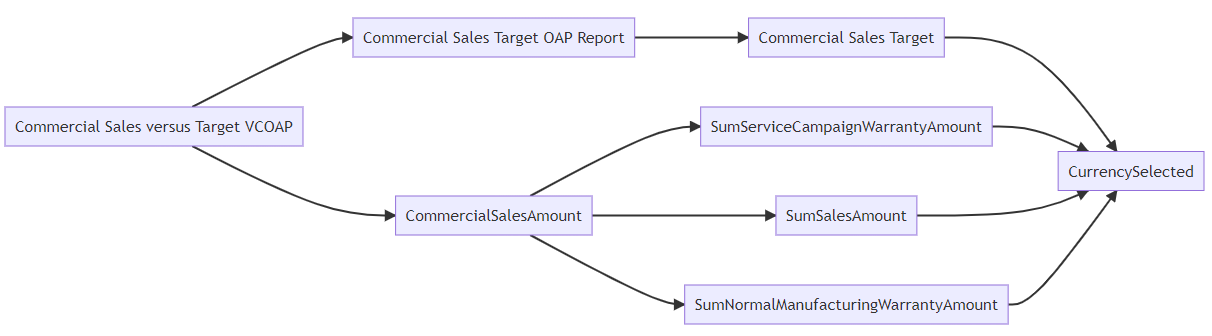 Commercial Sales Target OAP Report
Commercial Sales Target
Commercial Sales versus Target VCOAP
SumServiceCampaignWarrantyAmount
CurrencySelected
CommercialSalesAmount
SumSalesAmount
SumNormalManufacturingWarrantyAmount